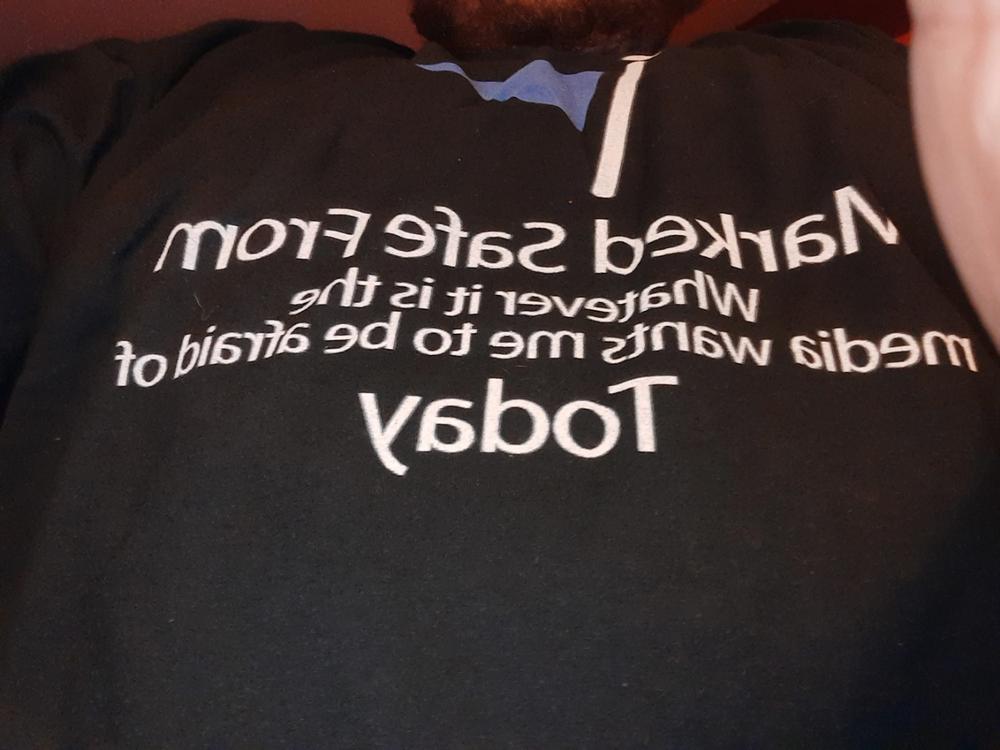 Marked Safe From
Whatever it is the
media wants me to be afraid of
Today